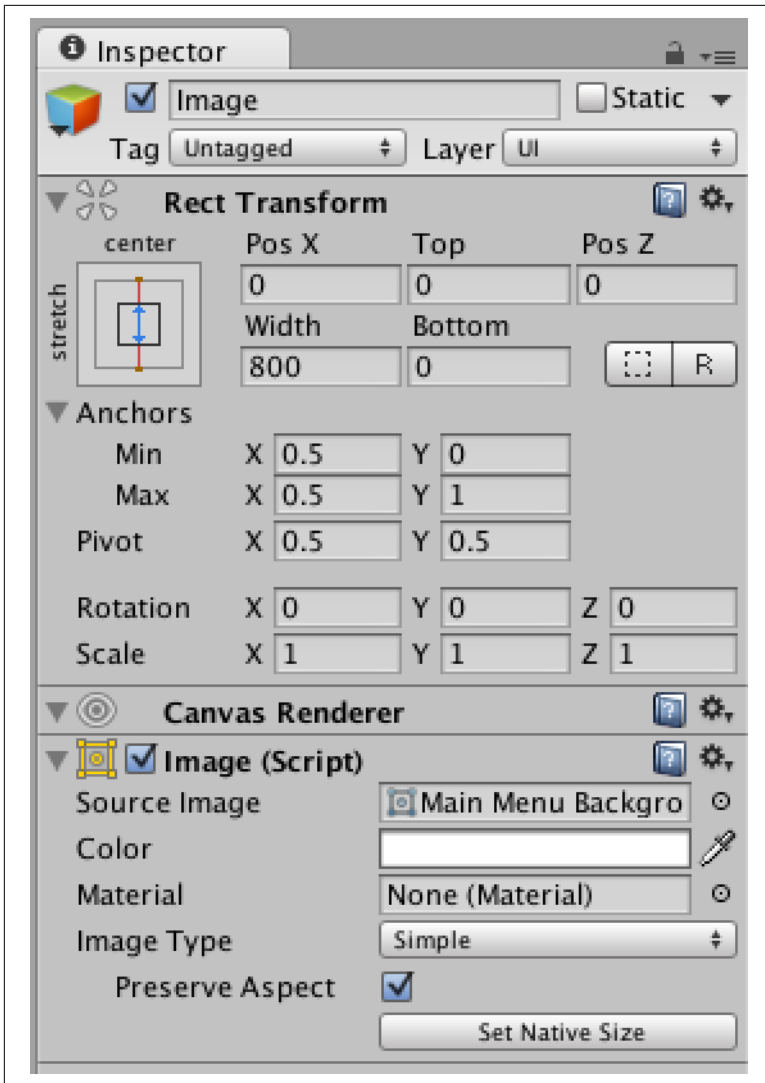 Inspector
Image
Static
Tag Untagged Layer UI
Rect Transform
center Pos X Top Pos Z
stretch
0 0 0
Width Bottom
800 0 R
Anchors
Min X 0.5 Y 0
Max X 0.5 Y 1
Pivot X 0.5 Y 0.5
Rotation X 0 Y 0 Z 0
Scale X 1 Y 1 Z 1
Canvas Renderer
Image (Script)
Source Image Main Menu Backgro
Color
Material None (Material)
Image Type Simple
Preserve Aspect
Set Native Size